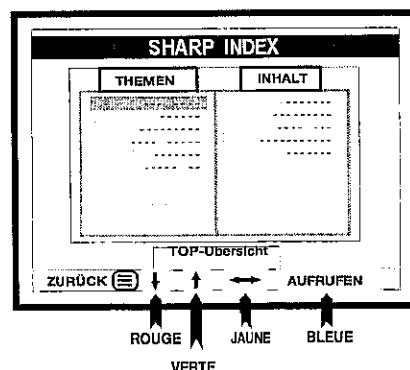 SHARP INDEX
THEMEN INHALT
TOP-Übersicht
ZURÜCK AUFRUFEN
ROUGE JAUNE BLEUE
VERTE